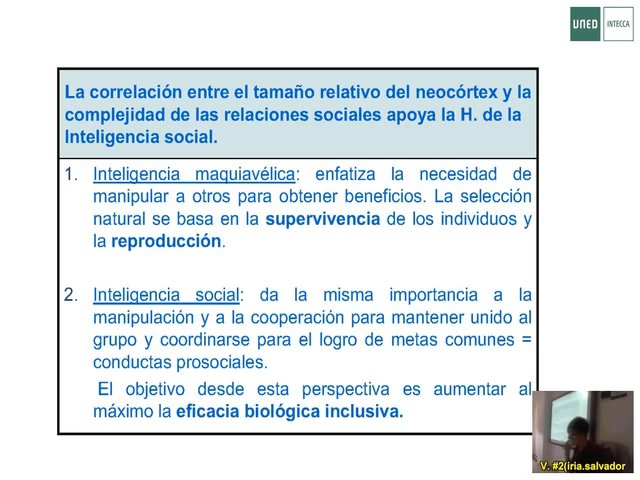 UNED INTECCA
La correlación entre el tamaño relativo del neocórtex y la
complejidad de las relaciones sociales apoya la H. de la
Inteligencia social.
1. Inteligencia maquiavélica: enfatiza la necesidad de
manipular a otros para obtener beneficios. La selección
natural se basa en la supervivencia de los individuos y
la reproducción.
2. Inteligencia social: da la misma importancia a la
manipulación y a la cooperación para mantener unido al
grupo y coordinarse para el logro de metas comunes =
conductas prosociales.
El objetivo desde esta perspectiva es aumentar al
máximo la eficacia biológica inclusiva.
V. #2(iria.salvador